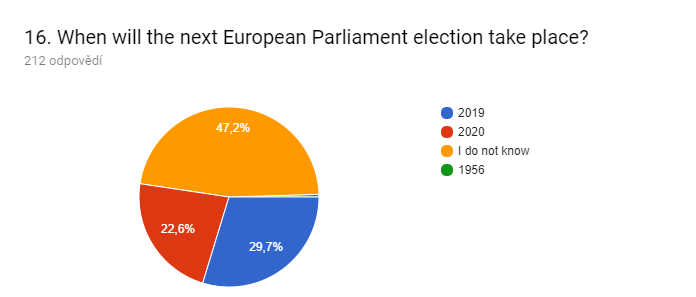 16. When will the next European Parliament election take place?
212 odpovědí
2019
2020
I do not know
1956
47,2%
22,6%
29,7%